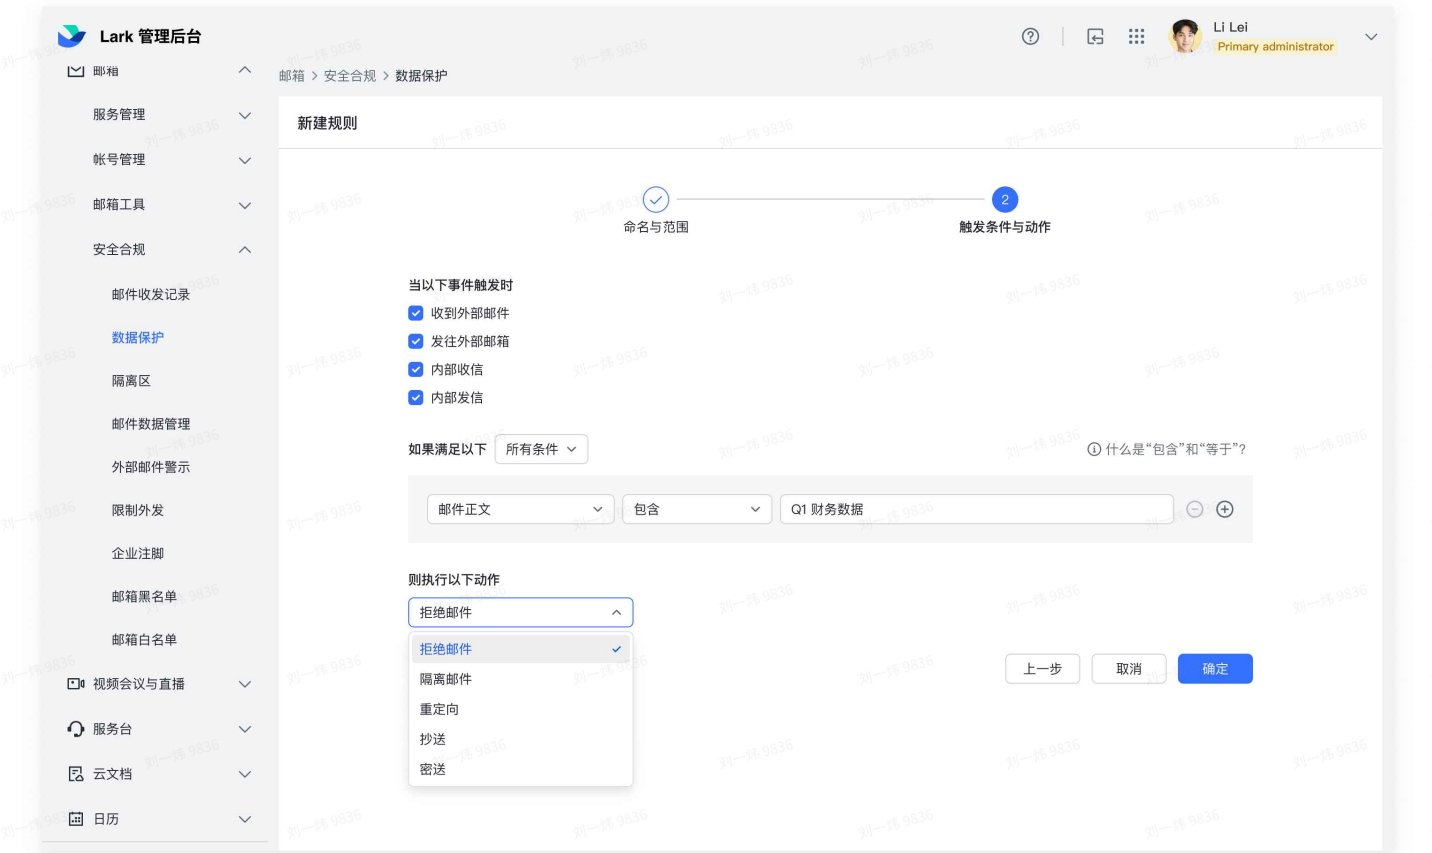 Lark 管理后台
Li Lei
Primary administrator
邮箱
服务管理
帐号管理
邮箱工具
安全合规
邮件收发记录
数据保护
隔离区
邮件数据管理
外部邮件警示
限制外发
企业注脚
邮箱黑名单
邮箱白名单
视频会议与直播
服务台
云文档
日历
邮箱 > 安全合规 > 数据保护
新建规则
2
命名与范围
触发条件与动作
当以下事件触发时
收到外部邮件
发往外部邮箱
内部收信
内部发信
如果满足以下 所有条件
什么是“包含”和“等于”?
邮件正文 包含 Q1 财务数据
则执行以下动作
拒绝邮件
拒绝邮件
隔离邮件
重定向
抄送
密送
上一步 取消 确定
刘一纬 9836